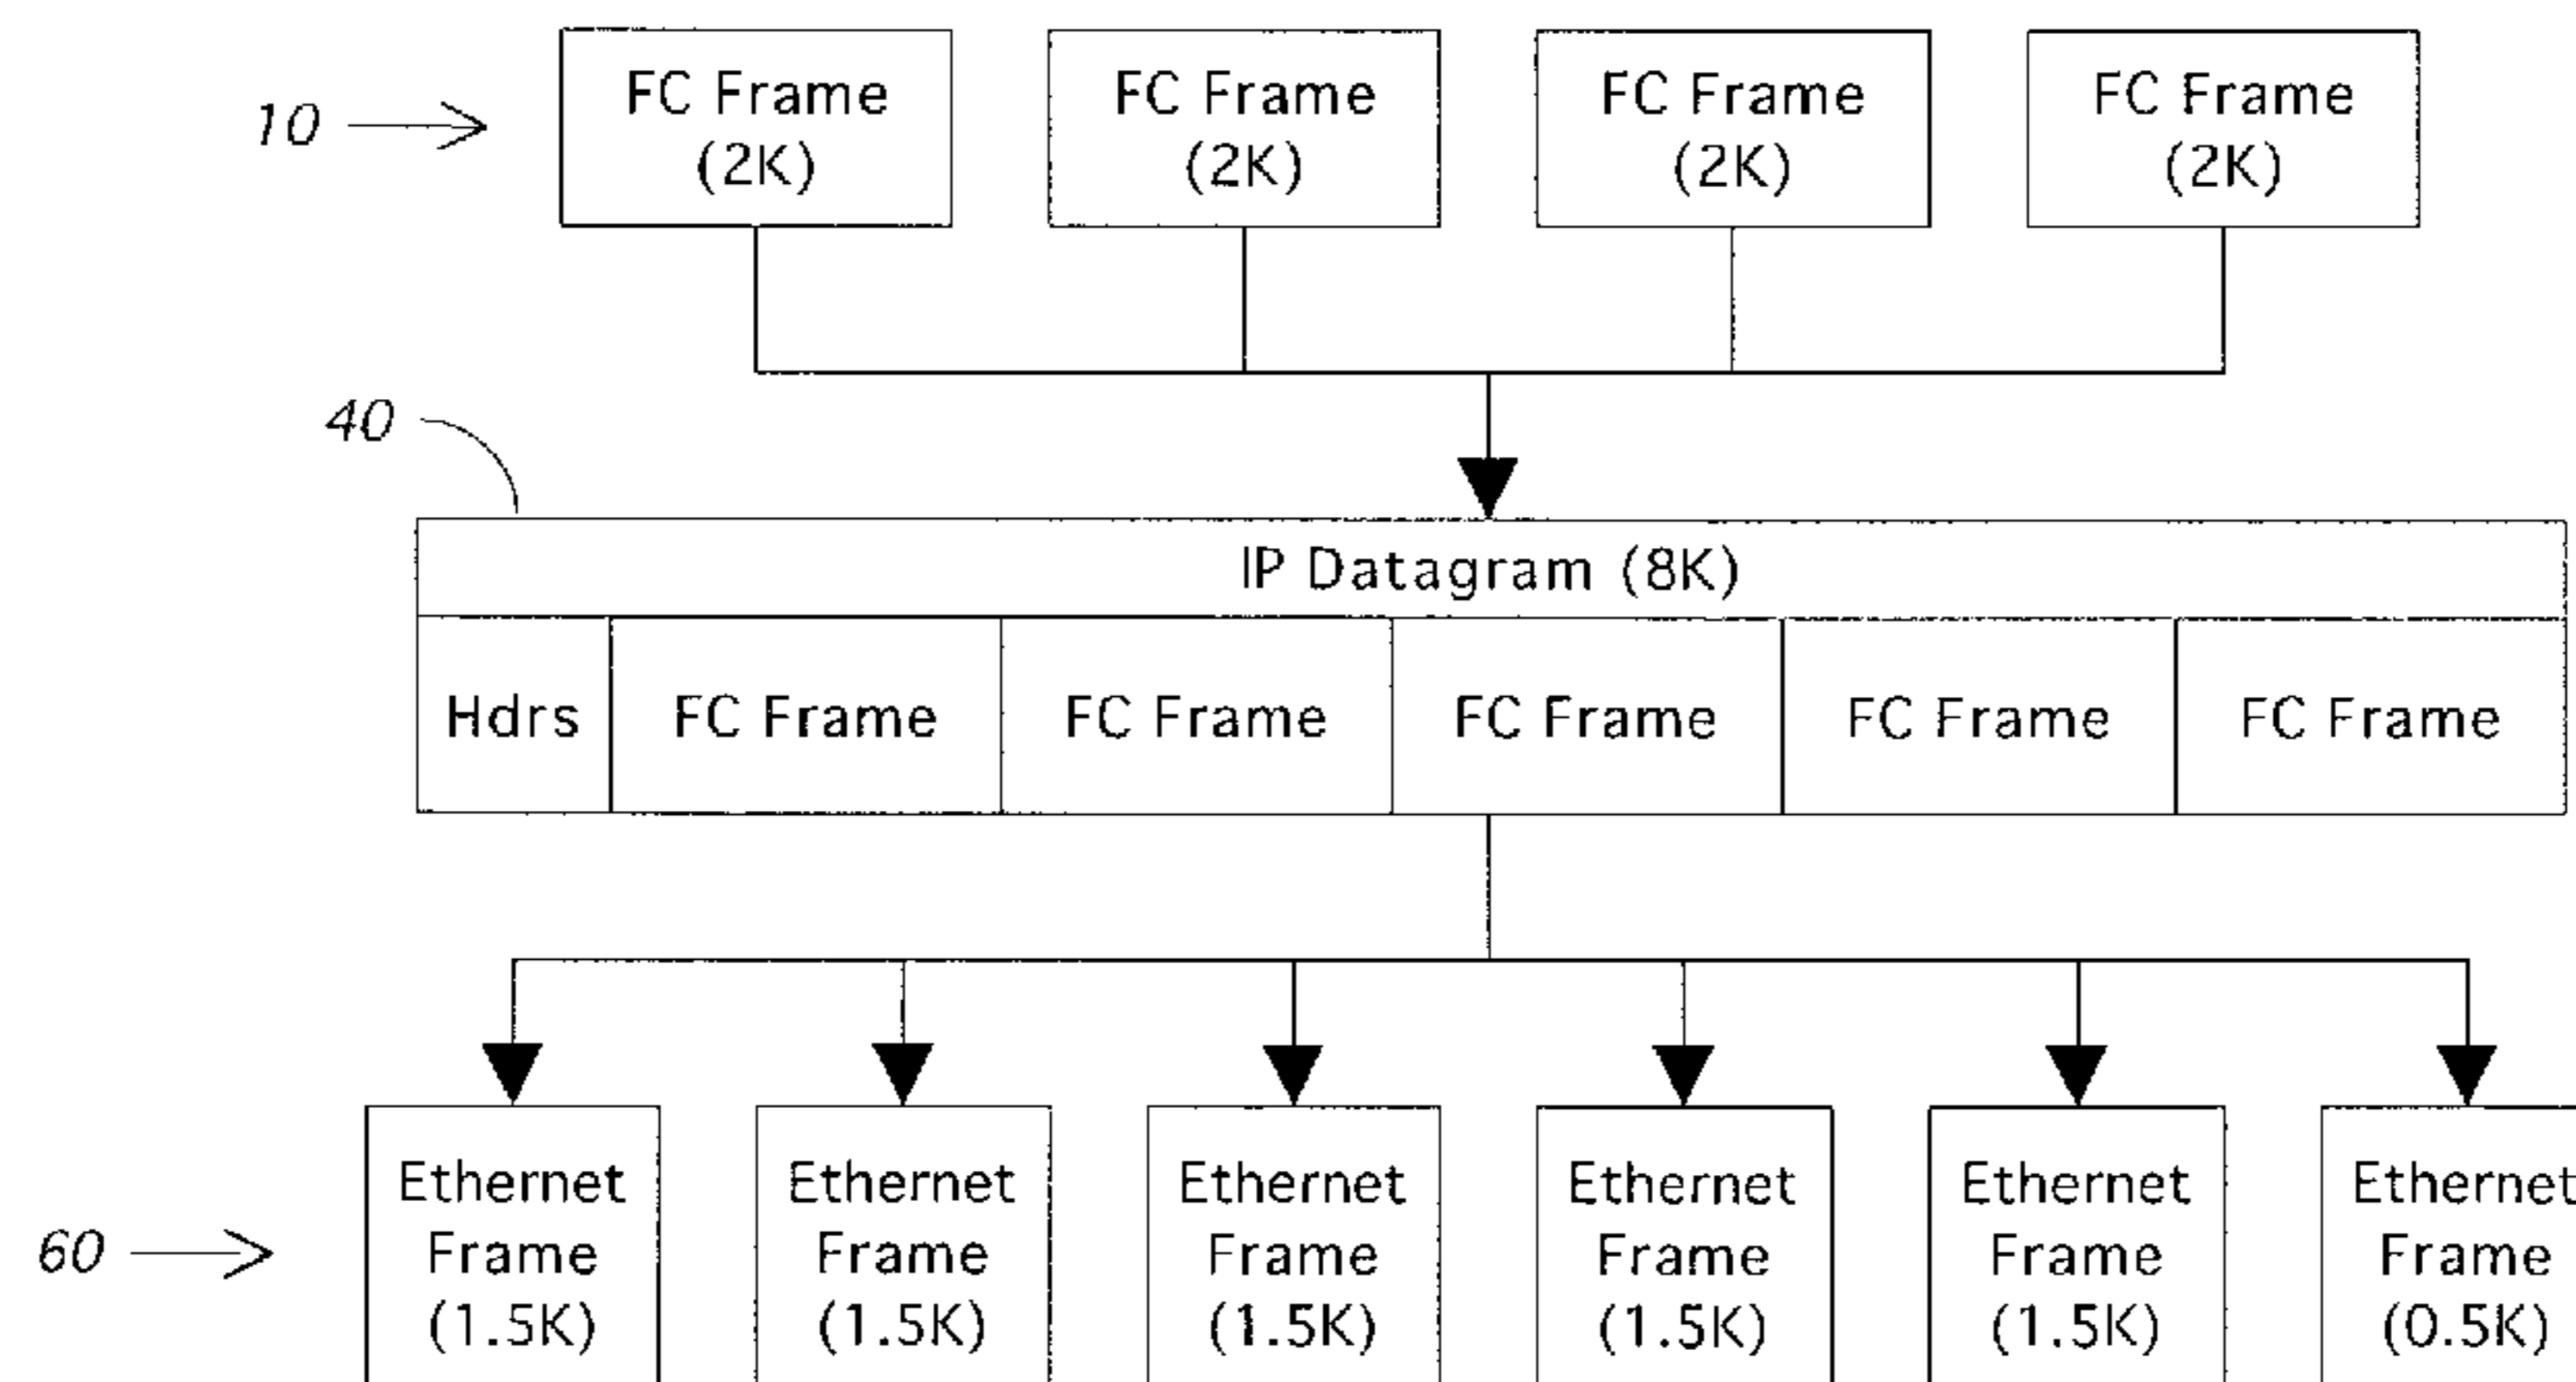 10
FC Frame
(2K)
FC Frame
(2K)
FC Frame
(2K)
FC Frame
(2K)
40
IP Datagram (8K)
Hdrs
FC Frame
FC Frame
FC Frame
FC Frame
FC Frame
60
Ethernet
Frame
(1.5K)
Ethernet
Frame
(1.5K)
Ethernet
Frame
(1.5K)
Ethernet
Frame
(1.5K)
Ethernet
Frame
(1.5K)
Ethernet
Frame
(0.5K)